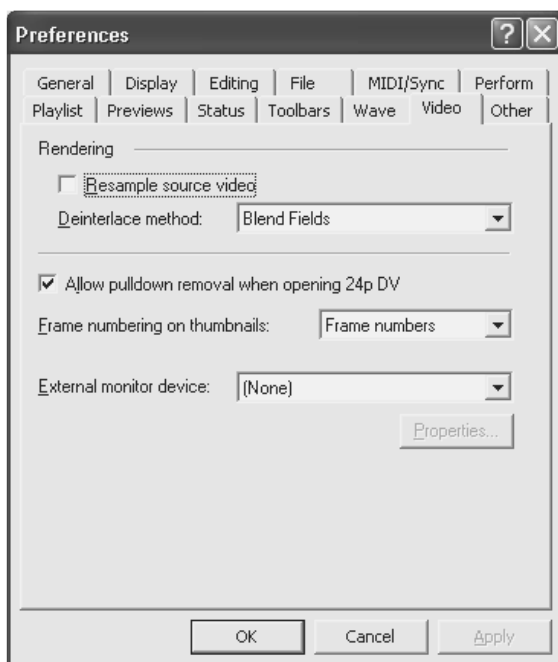 Preferences
General Display Editing File MIDI/Sync Perform
Playlist Previews Status Toolbars Wave Video Other
Rendering
Resample source video
Deinterlace method: Blend Fields
Allow pulldown removal when opening 24p DV
Frame numbering on thumbnails: Frame numbers
External monitor device: (None)
Properties...
OK Cancel Apply